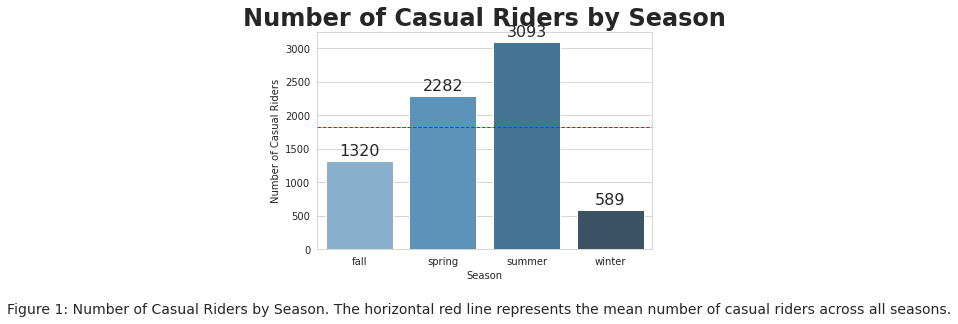 Number of Casual Riders by Season
3093
3000
2282
2500
2000
1320
1500
1000
589
500
0
Number of Casual Riders
fall spring summer winter
Season
Figure 1: Number of Casual Riders by Season. The horizontal red line represents the mean number of casual riders across all seasons.